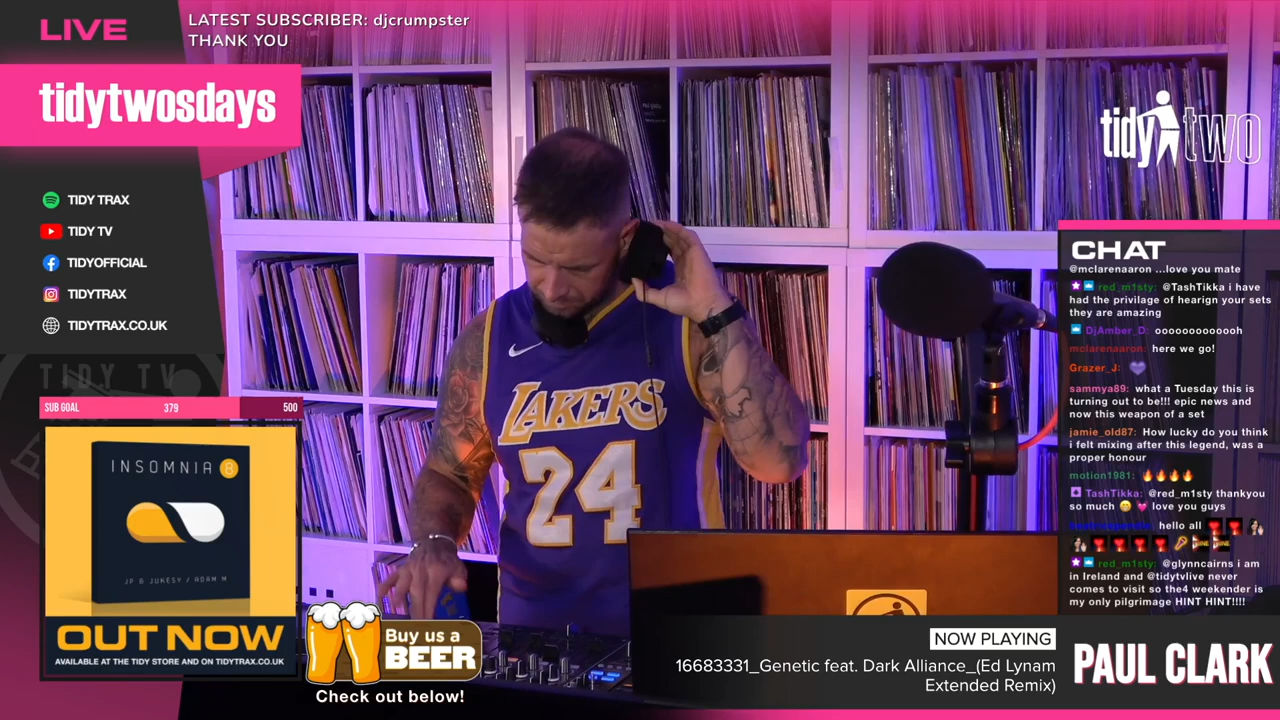 LIVE
LATEST SUBSCRIBER: djcrumpster
THANK YOU
tidytwosdays
tidy two
TIDY TRAX
TIDY TV
TIDYOFFICIAL
TIDYTRAX
TIDYTRAX.CO.UK
TIDY TV
SUB GOAL 379 500
INSOMNIA 8
JP & JUKESY / ADAM M
OUT NOW
AVAILABLE AT THE TIDY STORE AND ON TIDYTRAX.CO.UK
Buy us a
BEER
Check out below!
LAKERS
24
CHAT
@mclarenaaron ...love you mate
red_m1sty: @TashTikka i have
had the privilage of hearign your sets
they are amazing
DjAmber_D: oooooooooooooh
mclarenaaron: here we go!
Grazer_J: 💜
sammya89: what a Tuesday this is
turning out to be!!! epic news and
now this weapon of a set
jamie_old87: How lucky do you think
i felt mixing after this legend, was a
proper honour
motion1981: 🔥🔥🔥🔥
TashTikka: @red_m1sty thankyou
so much 😁 💓 love you guys
hello all
red_m1sty: @glynncairns i am
in Ireland and @tidytvlive never
comes to visit so the4 weekender is
my only pilgrimage HINT HINT!!!!
NOW PLAYING
16683331_Genetic feat. Dark Alliance_(Ed Lynam
Extended Remix)
PAUL CLARK